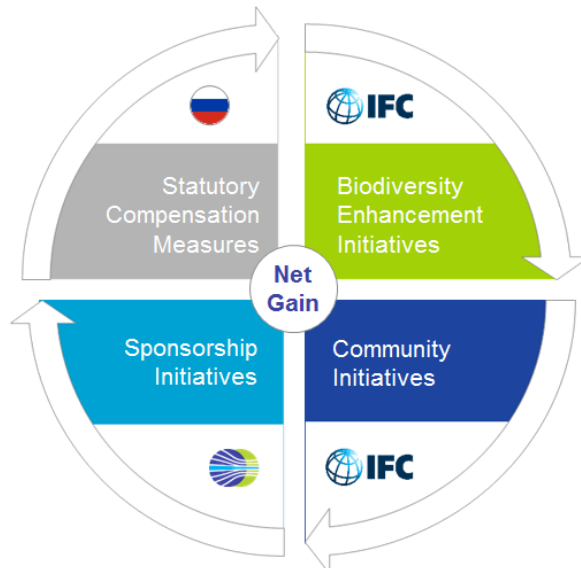 IFC
Statutory
Compensation
Measures
Biodiversity
Enhancement
Initiatives
Net
Gain
Sponsorship
Initiatives
Community
Initiatives
IFC